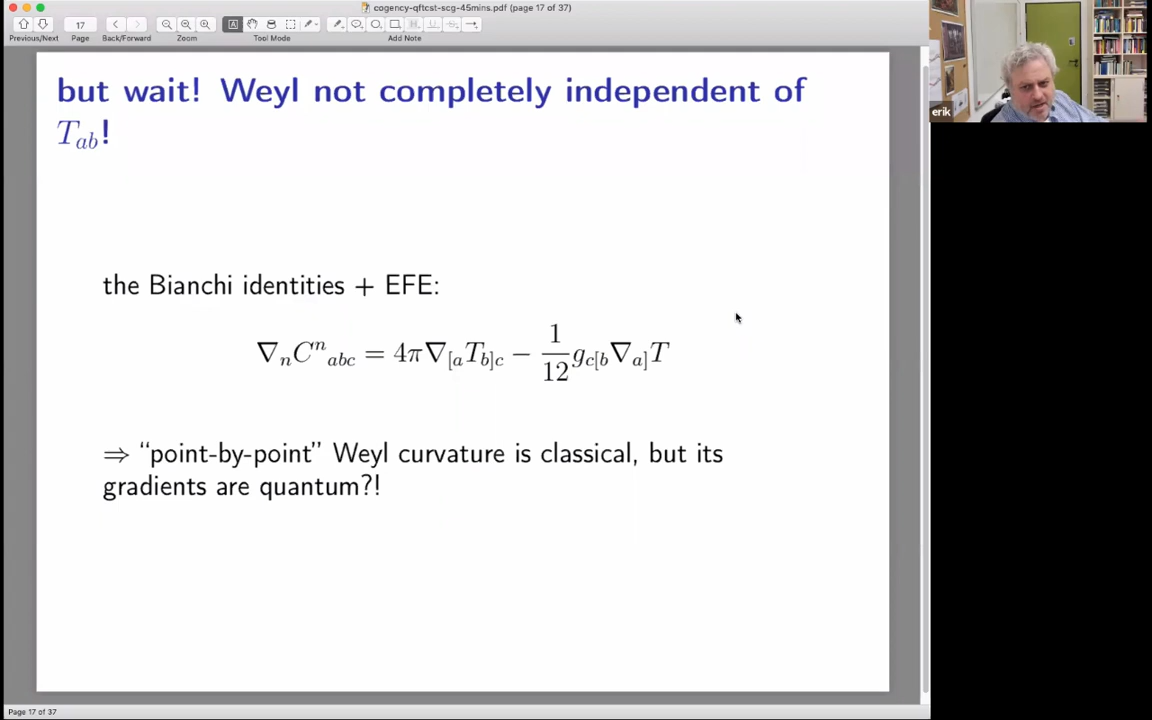 cogency-qftcst-scg-45mins.pdf (page 17 of 37)
17
Previous/Next Page Back/Forward Zoom Tool Mode Add Note
but wait! Weyl not completely independent of
T_{ab}!
erik
the Bianchi identities + EFE:
∇_n C^n_{abc} = 4π∇_{[a}T_{b]c} − \frac{1}{12} g_{c[b}∇_{a]}T
⇒ “point-by-point” Weyl curvature is classical, but its
gradients are quantum?!
Page 17 of 37